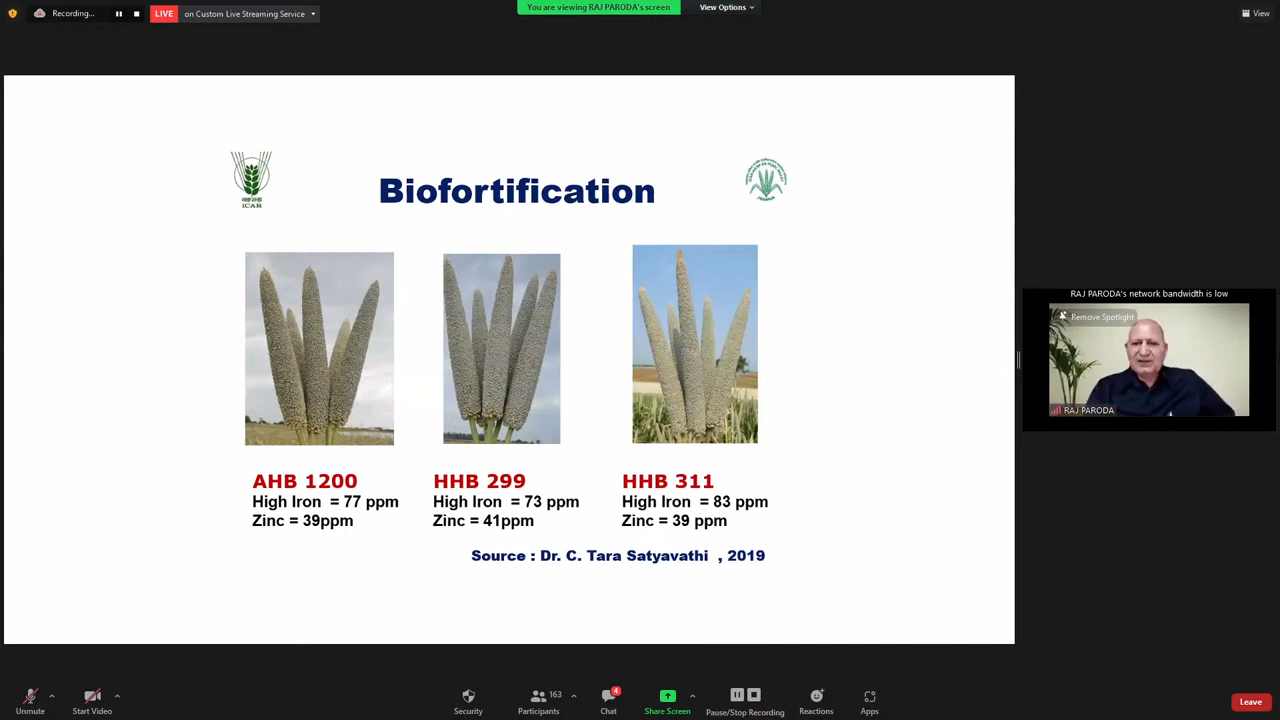 Recording...
LIVE
on Custom Live Streaming Service
You are viewing RAJ PARODA's screen
View Options
View
Biofortification
ICAR
AHB 1200
High Iron = 77 ppm
Zinc = 39ppm
HHB 299
High Iron = 73 ppm
Zinc = 41ppm
HHB 311
High Iron = 83 ppm
Zinc = 39 ppm
Source : Dr. C. Tara Satyavathi , 2019
RAJ PARODA's network bandwidth is low
Remove Spotlight
RAJ PARODA
Unmute
Start Video
Security
163
Participants
4
Chat
Share Screen
Pause/Stop Recording
Reactions
Apps
Leave